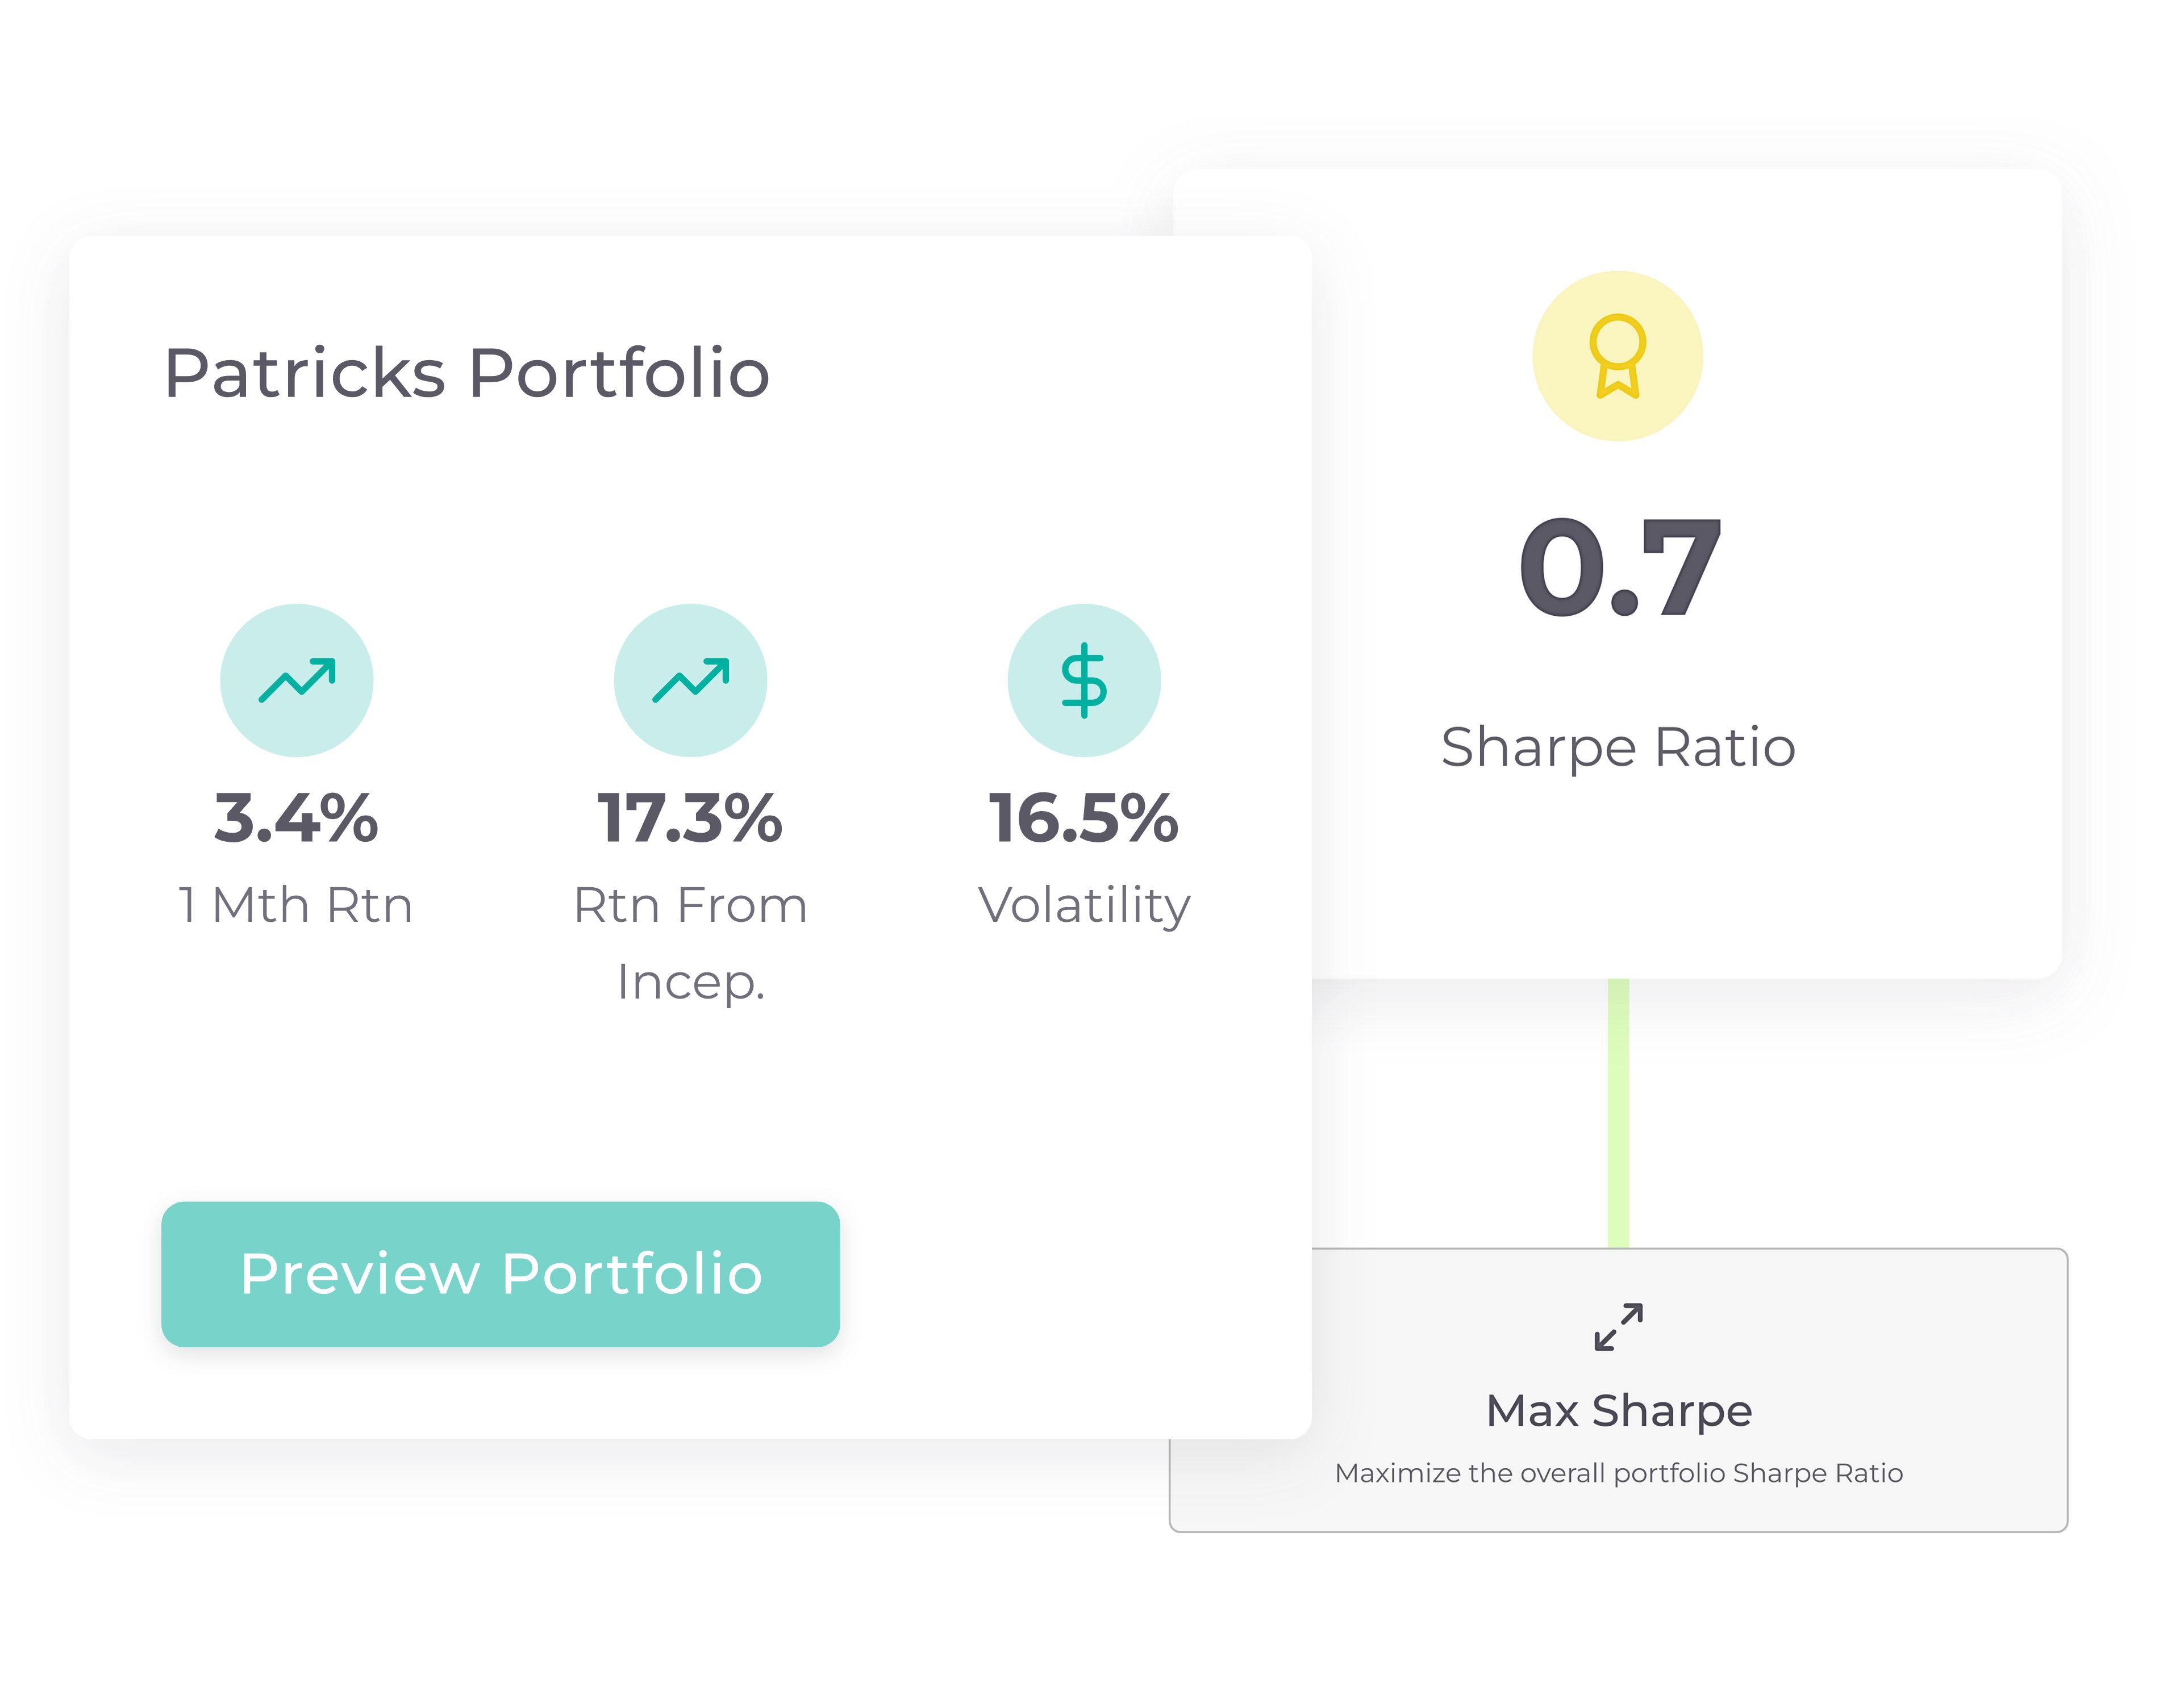 Patricks Portfolio
3.4%
1 Mth Rtn
17.3%
Rtn From
Incep.
16.5%
Volatility
Preview Portfolio
0.7
Sharpe Ratio
Max Sharpe
Maximize the overall portfolio Sharpe Ratio